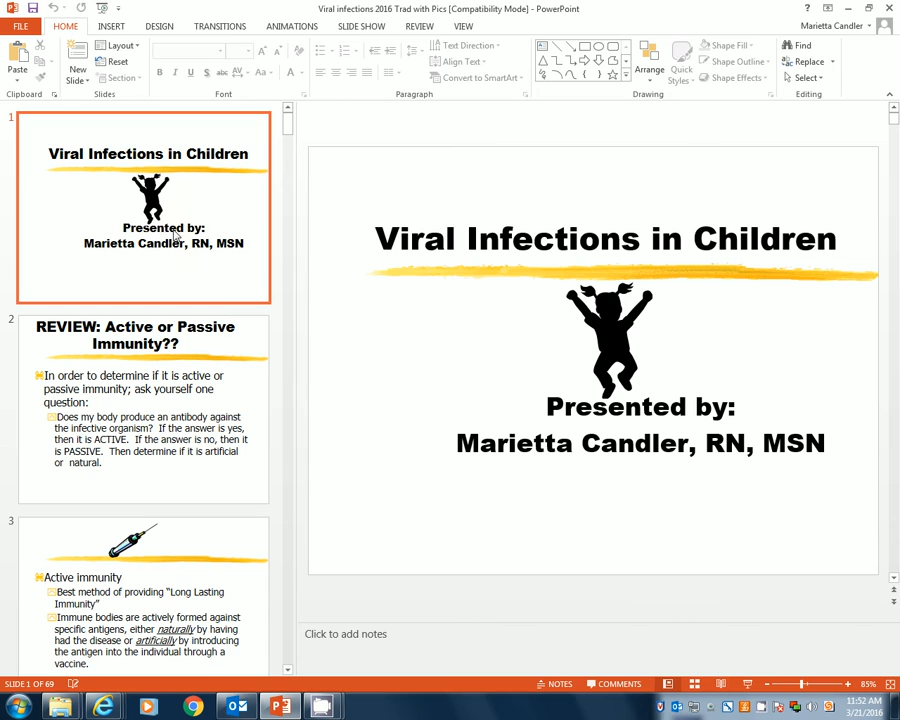 Viral infections 2016 Trad with Pics [Compatibility Mode] - PowerPoint
FILE
HOME
INSERT
DESIGN
TRANSITIONS
ANIMATIONS
SLIDE SHOW
REVIEW
VIEW
Marietta Candler
Paste
New
Slides
Layout
Reset
Section
Text Direction
Align Text
Convert to SmartArt
Arrange
Quick
Styles
Shape Fill
Shape Outline
Shape Effects
Find
Replace
Select
Clipboard
Slides
Font
Paragraph
Drawing
Editing
1
Viral Infections in Children
Presented by:
Marietta Candler, RN, MSN
2
REVIEW: Active or Passive
Immunity??
In order to determine if it is active or
passive immunity; ask yourself one
question:
Does my body produce an antibody against
the infective organism? If the answer is yes,
then it is ACTIVE. If the answer is no, then it
is PASSIVE. Then determine if it is artificial
or natural.
3
Active immunity
Best method of providing “Long Lasting
Immunity”
Immune bodies are actively formed against
specific antigens, either naturally by having
had the disease or artificially by introducing
the antigen into the individual through a
vaccine.
Viral Infections in Children
Presented by:
Marietta Candler, RN, MSN
Click to add notes
SLIDE 1 OF 69
NOTES
COMMENTS
85%
11:52 AM
3/21/2016